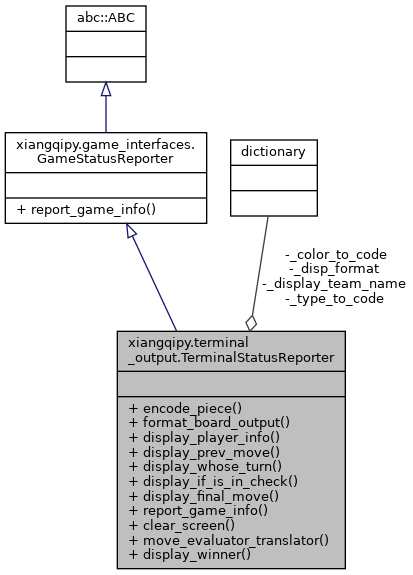 abc::ABC
xiangqipy.game_interfaces.
GameStatusReporter
+ report_game_info()
dictionary
-_color_to_code
-_disp_format
-_display_team_name
-_type_to_code
xiangqipy.terminal
_output.TerminalStatusReporter
+ encode_piece()
+ format_board_output()
+ display_player_info()
+ display_prev_move()
+ display_whose_turn()
+ display_if_is_in_check()
+ display_final_move()
+ report_game_info()
+ clear_screen()
+ move_evaluator_translator()
+ display_winner()